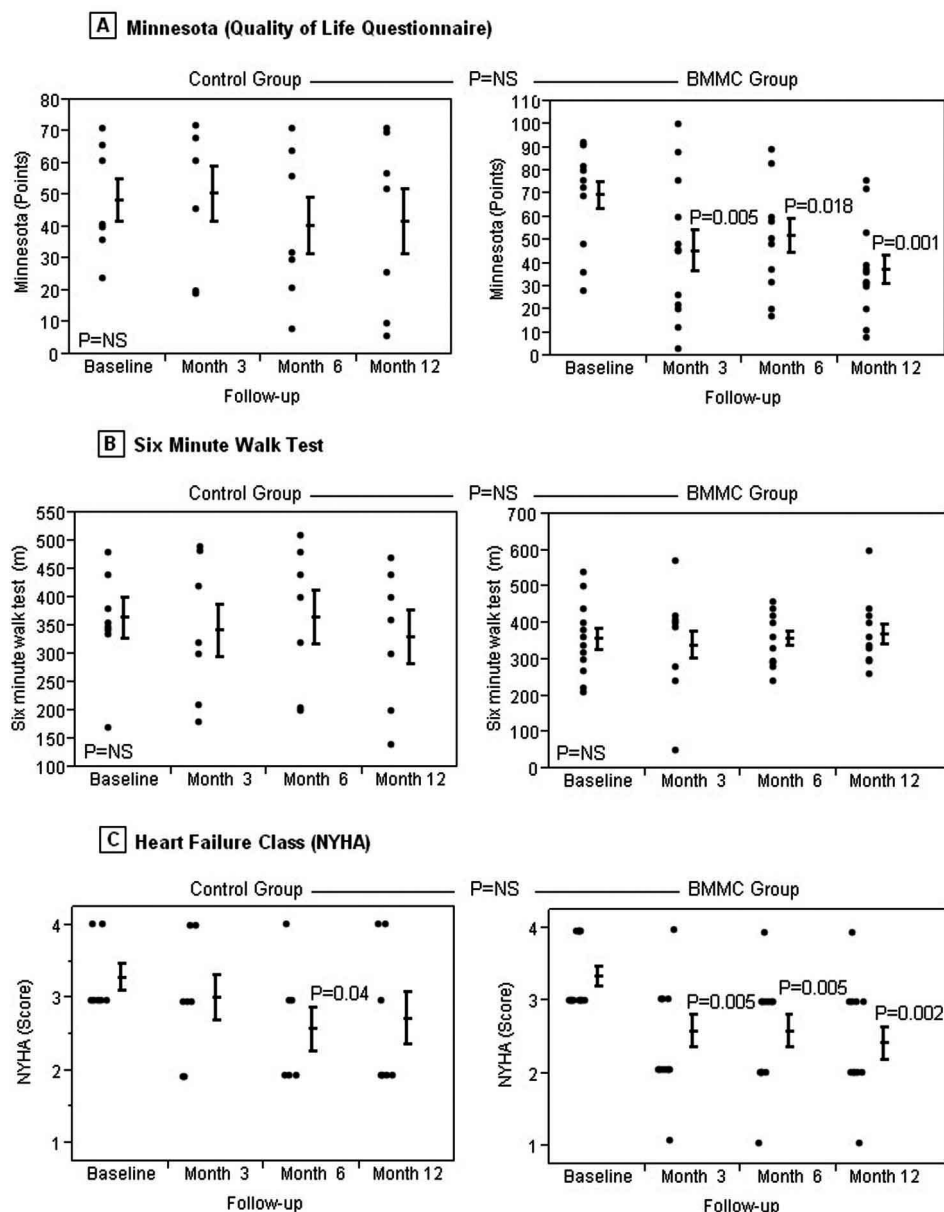 A Minnesota (Quality of Life Questionnaire)
Control Group P=NS BMMC Group
Minnesota (Points)
80
70
60
50
40
30
20
10
0
P=NS
Baseline Month 3 Month 6 Month 12
Follow-up
Minnesota (Points)
110
100
90
80
70
60
50
40
30
20
10
0
P=0.005
P=0.018
P=0.001
Baseline Month 3 Month 6 Month 12
Follow-up
B Six Minute Walk Test
Control Group P=NS BMMC Group
Six minute walk test (m)
550
500
450
400
350
300
250
200
150
100
P=NS
Baseline Month 3 Month 6 Month 12
Six minute walk test (m)
700
600
500
400
300
200
100
0
P=NS
Baseline Month 3 Month 6 Month 12
C Heart Failure Class (NYHA)
Control Group P=NS BMMC Group
NYHA (Score)
4
3
2
1
P=0.04
Baseline Month 3 Month 6 Month 12
Follow-up
NYHA (Score)
4
3
2
1
P=0.005
P=0.005
P=0.002
Baseline Month 3 Month 6 Month 12
Follow-up